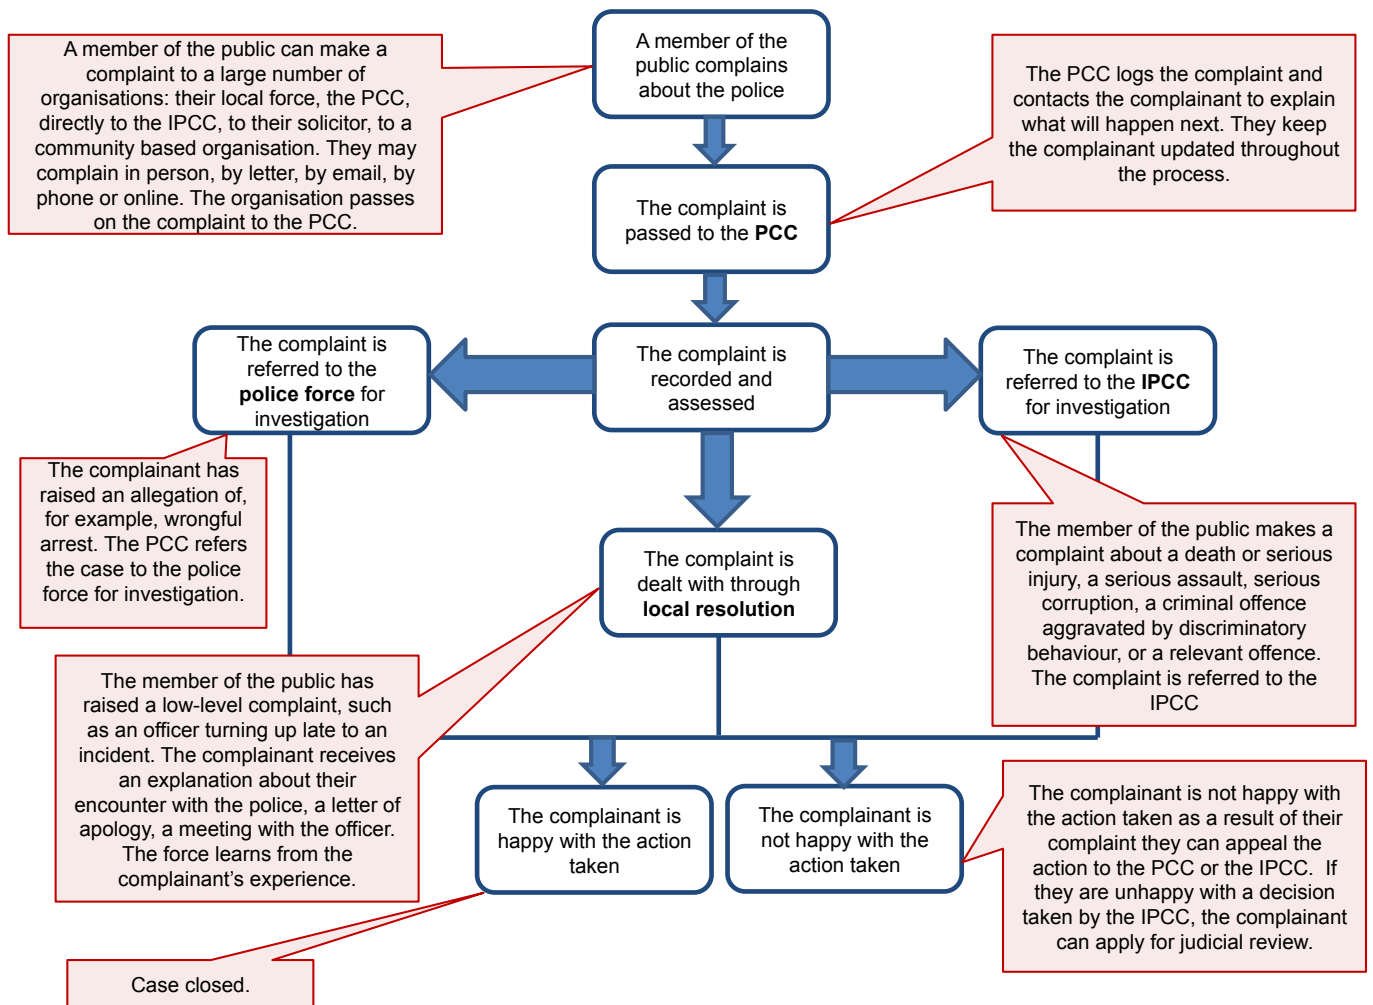 A member of the public complains
about the police
A member of the public can make a
complaint to a large number of
organisations: their local force, the PCC,
directly to the IPCC, to their solicitor, to a
community based organisation. They may
complain in person, by letter, by email, by
phone or online. The organisation passes
on the complaint to the PCC.
The PCC logs the complaint and
contacts the complainant to explain
what will happen next. They keep
the complainant updated throughout
the process.
The complaint is
passed to the PCC
The complaint is
referred to the
police force for
investigation
The complaint is
recorded and
assessed
The complaint is
referred to the IPCC
for investigation
The complainant has
raised an allegation of,
for example, wrongful
arrest. The PCC refers
the case to the police
force for investigation.
The complaint is
dealt with through
local resolution
The member of the public makes a
complaint about a death or serious
injury, a serious assault, serious
corruption, a criminal offence
aggravated by discriminatory
behaviour, or a relevant offence.
The complaint is referred to the
IPCC
The member of the public has
raised a low-level complaint, such
as an officer turning up late to an
incident. The complainant receives
an explanation about their
encounter with the police, a letter of
apology, a meeting with the officer.
The force learns from the
complainant’s experience.
The complainant is
happy with the action
taken
The complainant is
not happy with the
action taken
The complainant is not happy with
the action taken as a result of their
complaint they can appeal the
action to the PCC or the IPCC.  If
they are unhappy with a decision
taken by the IPCC, the complainant
can apply for judicial review.
Case closed.